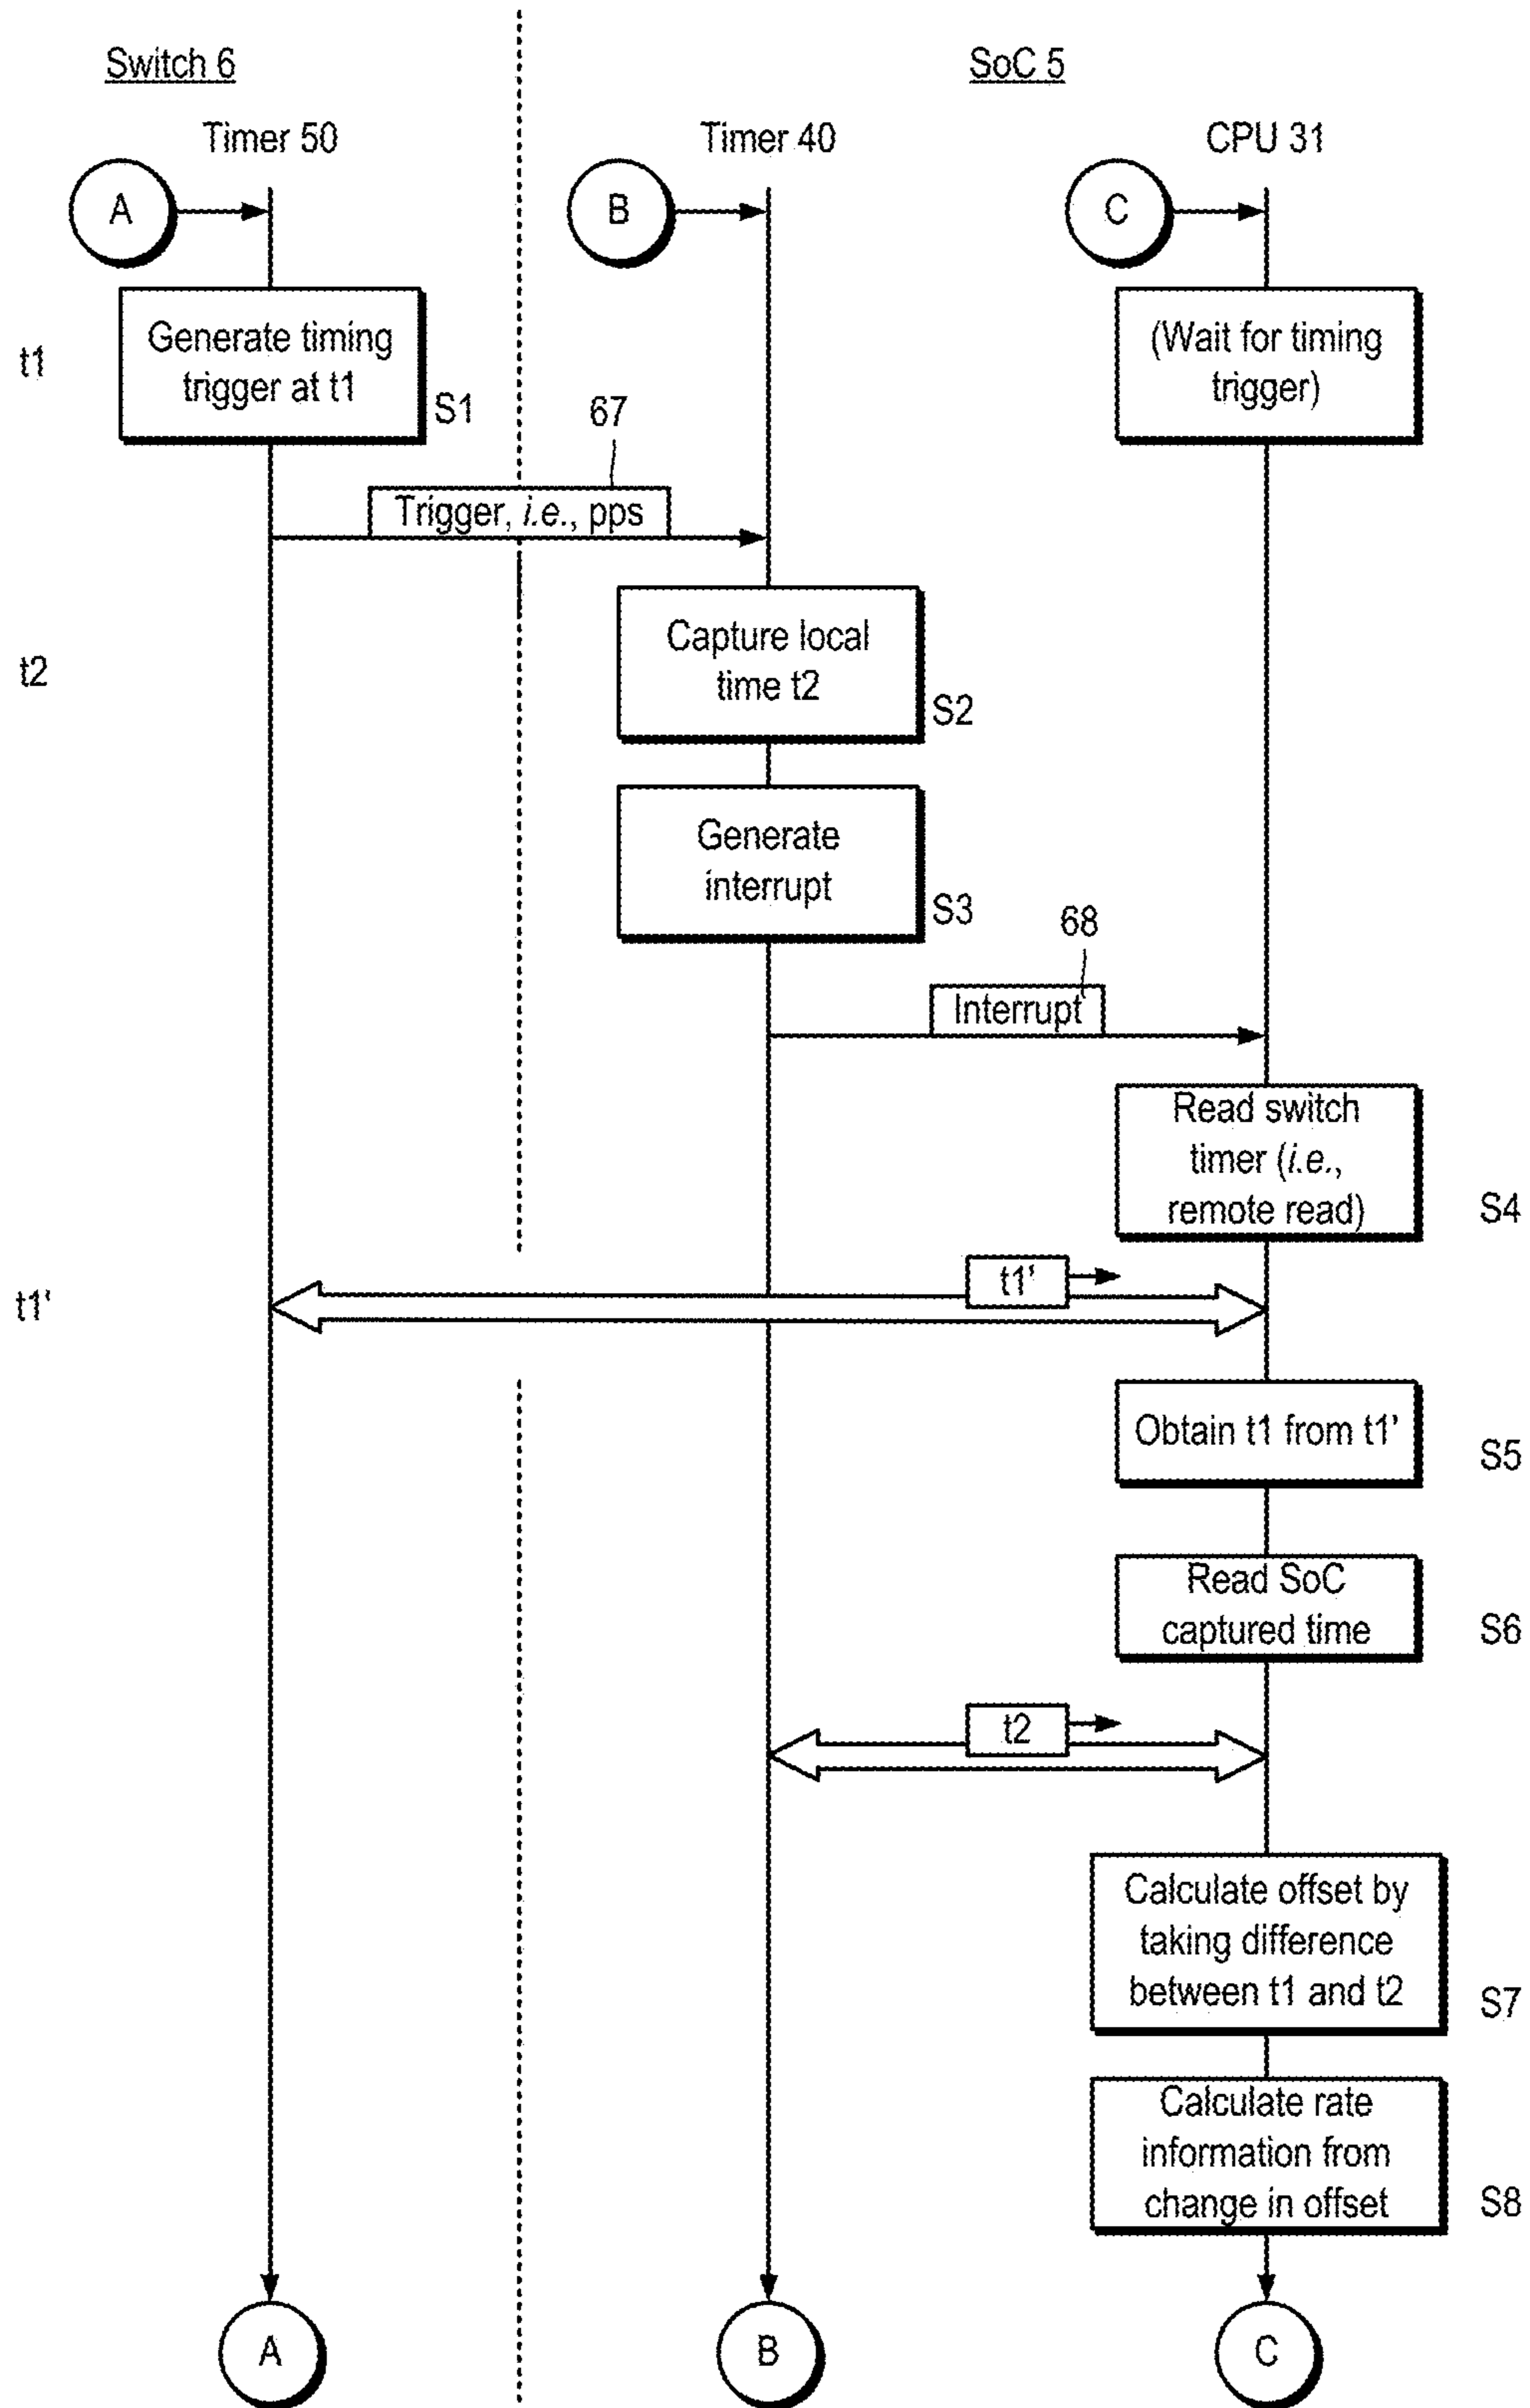 Switch 6
SoC 5
Timer 50
Timer 40
CPU 31
A
B
C
t1
Generate timing
trigger at t1
S1
(Wait for timing
trigger)
67
Trigger, i.e., pps
t2
Capture local
time t2
S2
Generate
interrupt
S3
68
Interrupt
Read switch
timer (i.e.,
remote read)
S4
t1'
t1'
Obtain t1 from t1'
S5
Read SoC
captured time
S6
t2
Calculate offset by
taking difference
between t1 and t2
S7
Calculate rate
information from
change in offset
S8
A
B
C